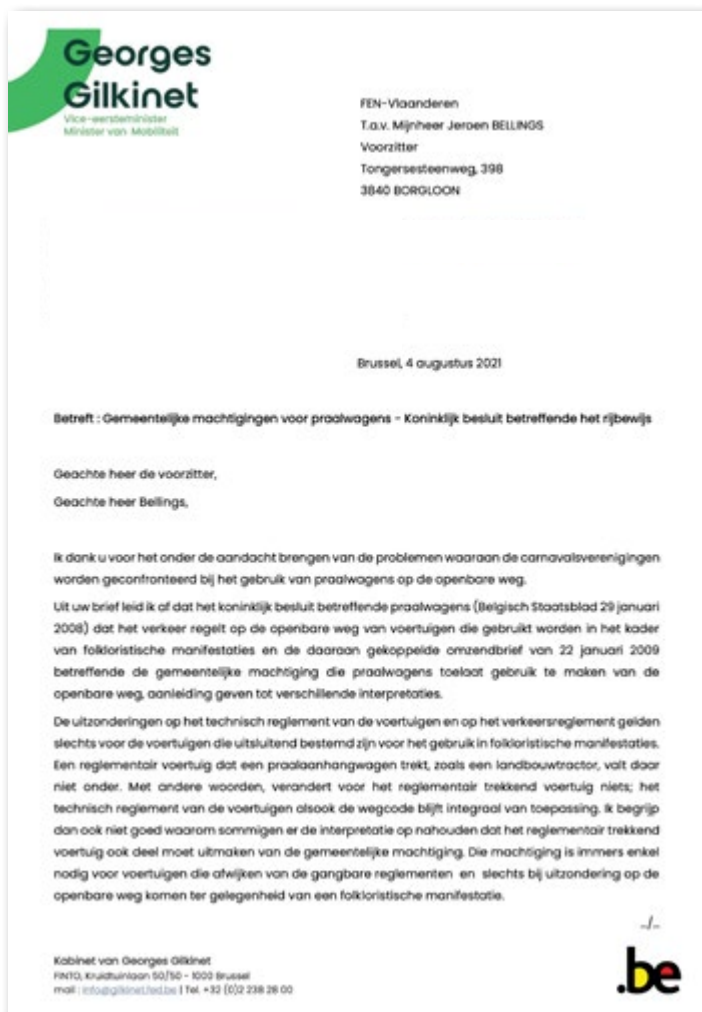 Georges
Gilkinet
Vice-eersteminister
Minister van Mobiliteit
FEN-Vlaanderen
T.a.v. Mijnheer Jeroen BELLINGS
Voorzitter
Tongersesteenweg, 398
3840 BORGLOON
Brussel, 4 augustus 2021
Betreft : Gemeentelijke machtigingen voor praalwagens - Koninklijk besluit betreffende het rijbewijs
Geachte heer de voorzitter,
Geachte heer Bellings,
Ik dank u voor het onder de aandacht brengen van de problemen waaraan de carnavalsverenigingen
worden geconfronteerd bij het gebruik van praalwagens op de openbare weg.
Uit uw brief leid ik af dat het koninklijk besluit betreffende praalwagens (Belgisch Staatsblad 29 januari
2008) dat het verkeer regelt op de openbare weg van voertuigen die gebruikt worden in het kader
van folkloristische manifestaties en de daaraan gekoppelde omzendbrief van 22 januari 2009
betreffende de gemeentelijke machtiging die praalwagens toelaat gebruik te maken van de
openbare weg, aanleiding geven tot verschillende interpretaties.
De uitzonderingen op het technisch reglement van de voertuigen en op het verkeersreglement gelden
slechts voor de voertuigen die uitsluitend bestemd zijn voor het gebruik in folkloristische manifestaties.
Een reglementair voertuig dat een praalaanhangwagen trekt, zoals een landbouwtractor, valt daar
niet onder. Met andere woorden, verandert voor het reglementair trekkend voertuig niets; het
technisch reglement van de voertuigen alsook de wegcode blijft integraal van toepassing. Ik begrijp
dan ook niet goed waarom sommigen er de interpretatie op nahouden dat het reglementair trekkend
voertuig ook deel moet uitmaken van de gemeentelijke machtiging. Die machtiging is immers enkel
nodig voor voertuigen die afwijken van de gangbare reglementen en slechts bij uitzondering op de
openbare weg komen ter gelegenheid van een folkloristische manifestatie.
../..
Kabinet van Georges Gilkinet
FINTO, Kruidtuinlaan 50/50 - 1000 Brussel
mail : info@gilkinet.fed.be | Tel. +32 (0)2 238 28 00
.be